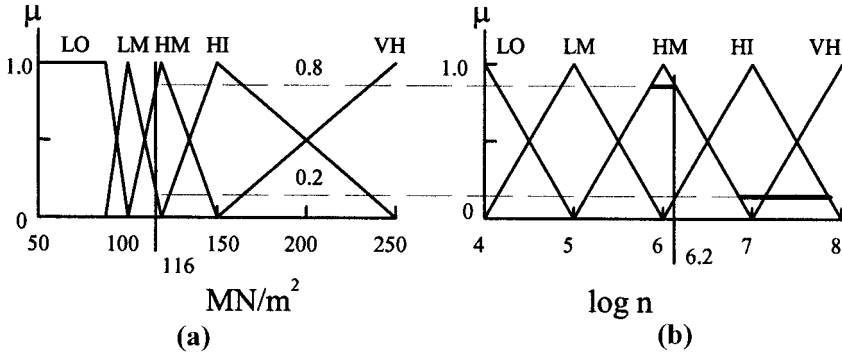 μ
LO LM HM HI VH
1.0
0.8
0.2
0
50 100 150 200 250
116
MN/m²
(a)
μ
LO LM HM HI VH
1.0
0
4 5 6 7 8
6.2
log n
(b)